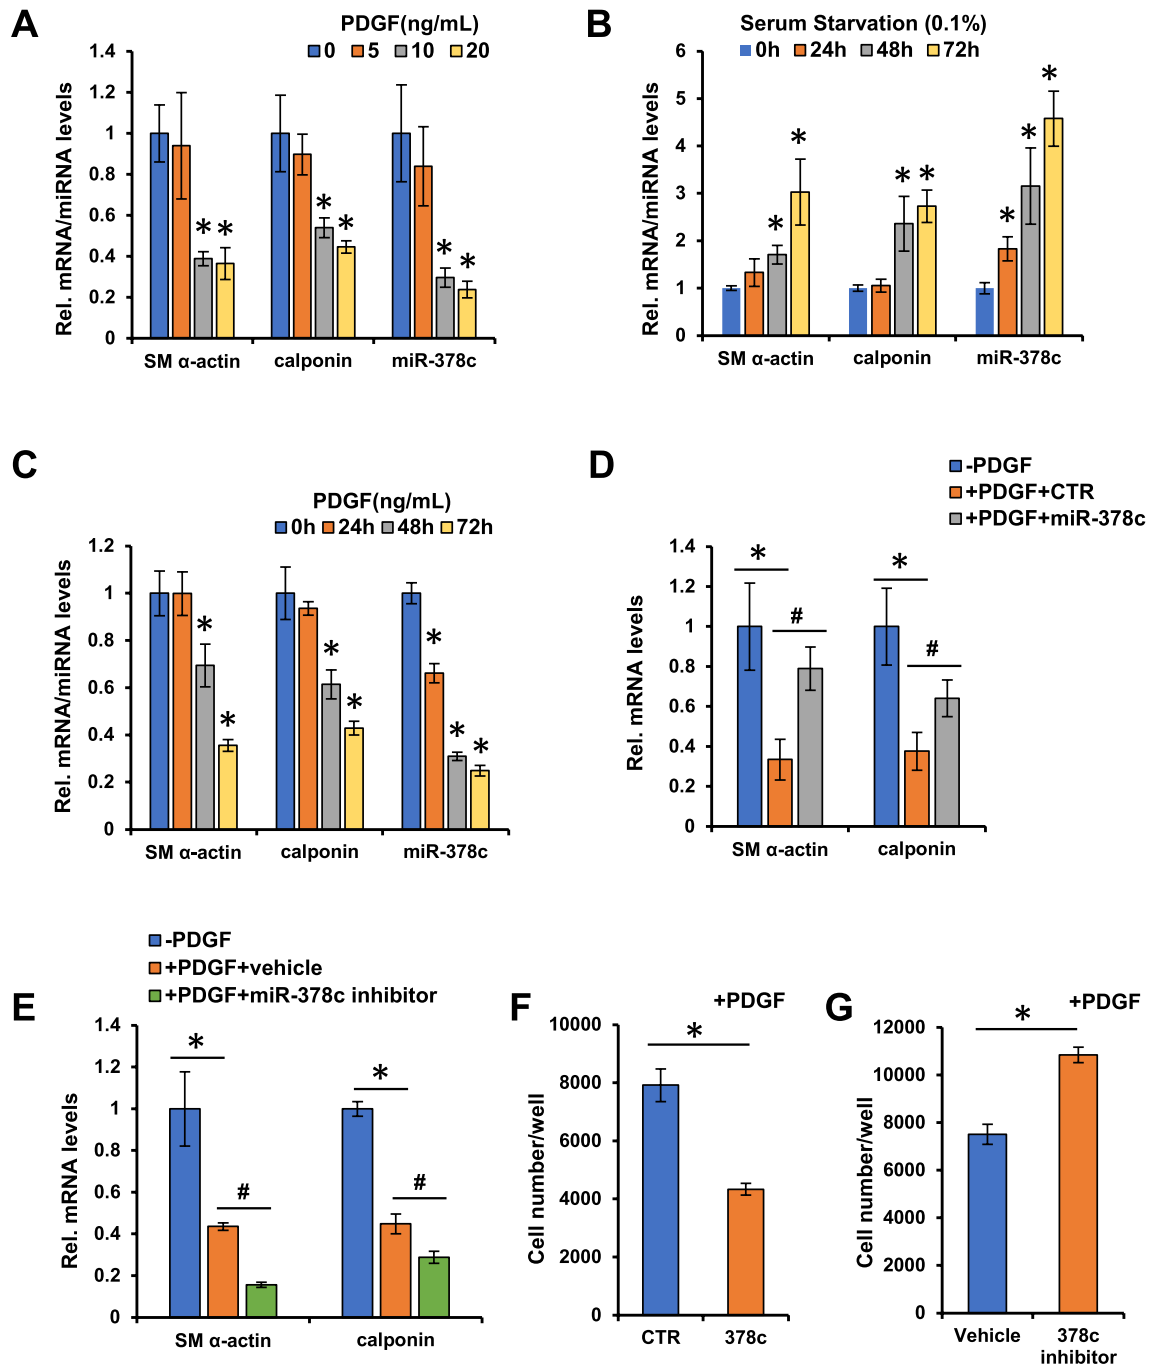 A
PDGF(ng/mL)
0 5 10 20
Rel. mRNA/miRNA levels
1.4
1.2
1
0.8
0.6
0.4
0.2
0
* * * * * *
SM α-actin calponin miR-378c
B
Serum Starvation (0.1%)
0h 24h 48h 72h
Rel. mRNA/miRNA levels
6
5
4
3
2
1
0
* * * * * * *
SM α-actin calponin miR-378c
C
PDGF(ng/mL)
0h 24h 48h 72h
Rel. mRNA/miRNA levels
1.2
1
0.8
0.6
0.4
0.2
0
* * * * * * *
SM α-actin calponin miR-378c
D
-PDGF
+PDGF+CTR
+PDGF+miR-378c
Rel. mRNA levels
1.4
1.2
1
0.8
0.6
0.4
0.2
0
* # * #
SM α-actin calponin
E
-PDGF
+PDGF+vehicle
+PDGF+miR-378c inhibitor
Rel. mRNA levels
1.4
1.2
1
0.8
0.6
0.4
0.2
0
* # * #
SM α-actin calponin
F
+PDGF
Cell number/well
10000
8000
6000
4000
2000
0
*
CTR 378c
G
+PDGF
Cell number/well
12000
10000
8000
6000
4000
2000
0
*
Vehicle 378c
inhibitor